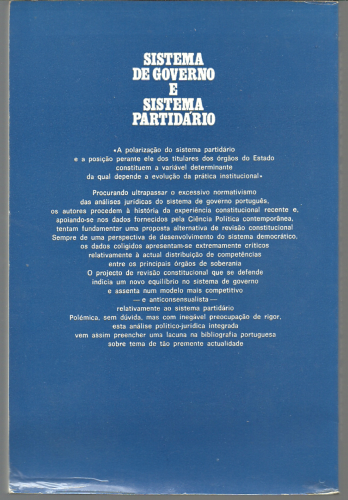 SISTEMA
DE GOVERNO
E
SISTEMA
PARTIDÁRIO
«A polarização do sistema partidário
e a posição perante ele dos titulares dos órgãos do Estado
constituem a variável determinante
da qual depende a evolução da prática institucional»
Procurando ultrapassar o excessivo normativismo
das análises jurídicas do sistema de governo português,
os autores procedem à história da experiência constitucional recente e,
apoiando-se nos dados fornecidos pela Ciência Política contemporânea,
tentam fundamentar uma proposta alternativa de revisão constitucional
Sempre de uma perspectiva de desenvolvimento do sistema democrático,
os dados coligidos apresentam-se extremamente críticos
relativamente à actual distribuição de competências
entre os principais órgãos de soberania
O projecto de revisão constitucional que se defende
indicia um novo equilíbrio no sistema de governo
e assenta num modelo mais competitivo
— e anticonsensualista —
relativamente ao sistema partidário
Polémica, sem dúvida, mas com inegável preocupação de rigor,
esta análise político-jurídica integrada
vem assim preencher uma lacuna na bibliografia portuguesa
sobre tema de tão premente actualidade